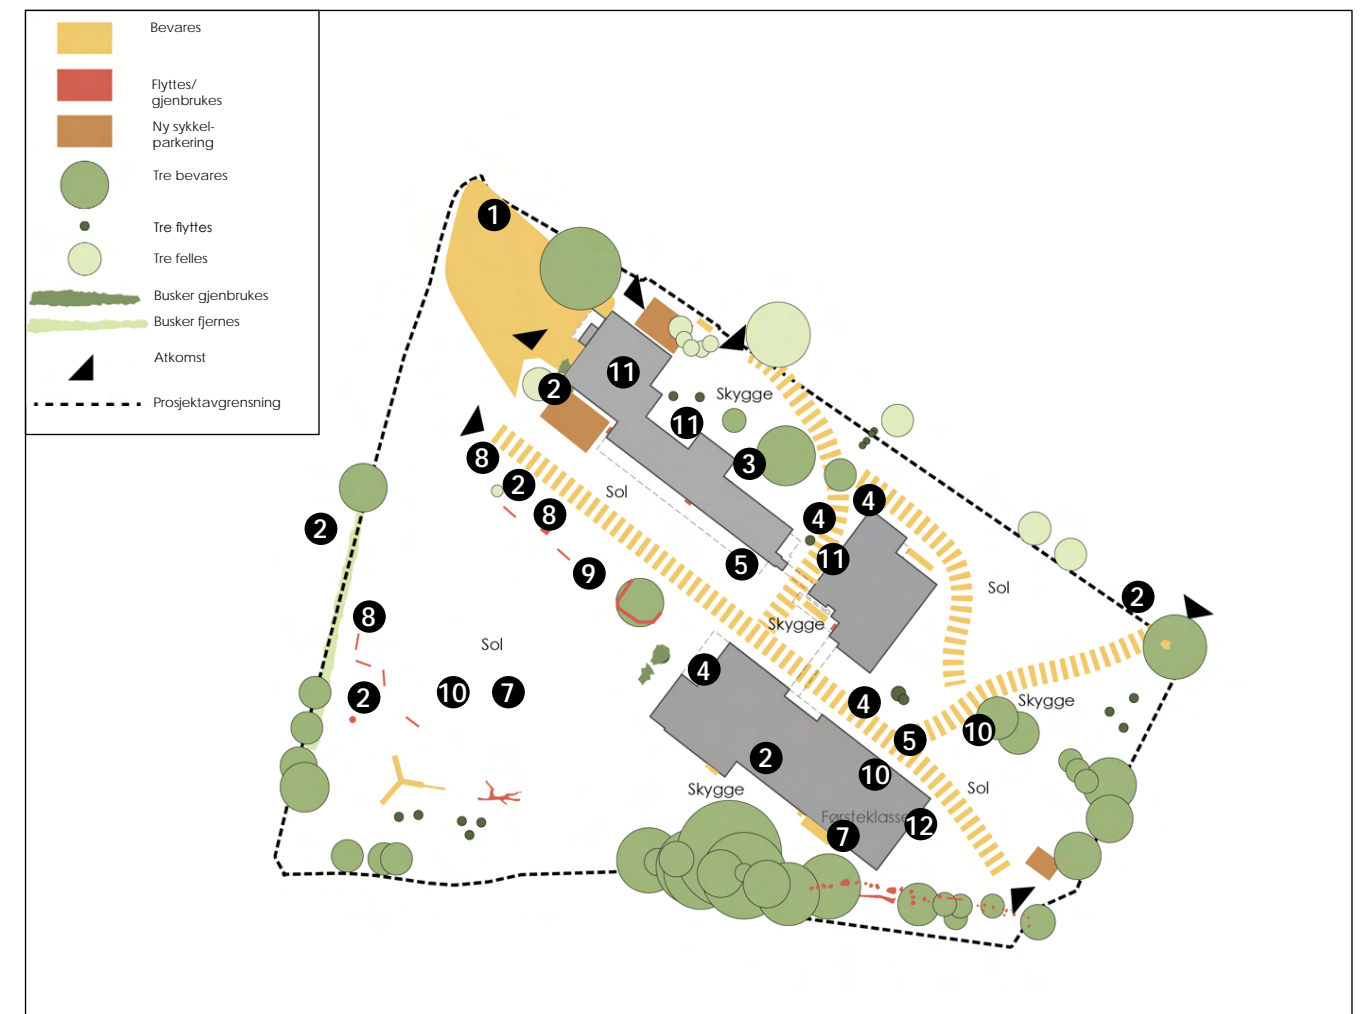 Bevares
Flyttes/
gjenbrukes
Ny sykkel-
parkering
Tre bevares
Tre flyttes
Tre felles
Busker gjenbrukes
Busker fjernes
Atkomst
Prosjektavgrensning
1
11
2
Skygge
11
8
3
2
Sol
4
8
4
2
5
11
9
Sol
2
8
Skygge
Sol
4
2
10
7
4
Skygge
10
5
2
10
Skygge
Sol
Førsteklasse
7
12